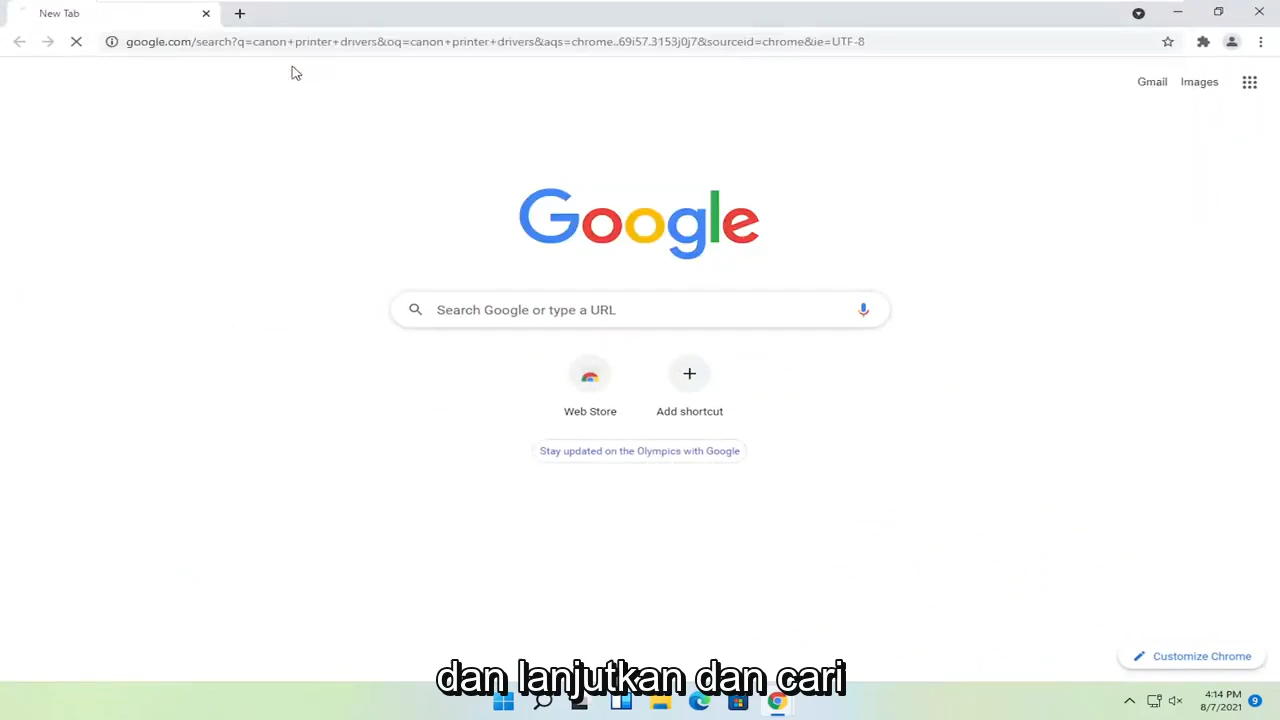 New Tab
google.com/search?q=canon+printer+drivers&oq=canon+printer+drivers&aqs=chrome..69i57.3153j0j7&sourceid=chrome&ie=UTF-8
Gmail Images
Google
Search Google or type a URL
Web Store Add shortcut
Stay updated on the Olympics with Google
Customize Chrome
dan lanjutkan dan cari
4:14 PM
8/7/2021 9